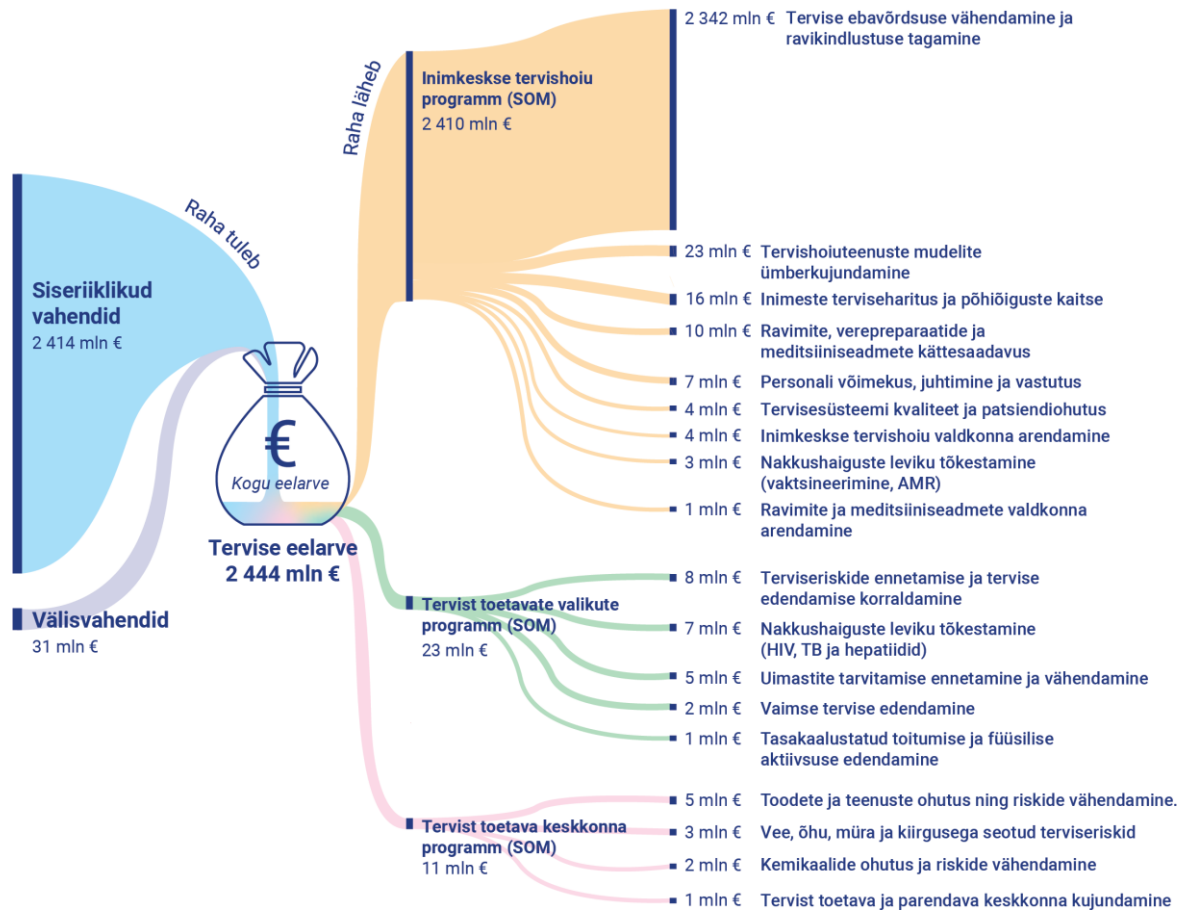 Raha tuleb
Siseriiklikud
vahendid
2 414 mln €
Välisvahendid
31 mln €
€
Kogu eelarve
Tervise eelarve
2 444 mln €
Raha läheb
Inimkeskse tervishoiu
programm (SOM)
2 410 mln €
2 342 mln € Tervise ebavõrdsuse vähendamine ja
ravikindlustuse tagamine
23 mln € Tervishoiuteenuste mudelite
ümberkujundamine
16 mln € Inimeste terviseharitus ja põhiõiguste kaitse
10 mln € Ravimite, verepreparaatide ja
meditsiiniseadmete kättesaadavus
7 mln € Personali võimekus, juhtimine ja vastutus
4 mln € Tervisesüsteemi kvaliteet ja patsiendiohutus
4 mln € Inimkeskse tervishoiu valdkonna arendamine
3 mln € Nakkushaiguste leviku tõkestamine
(vaktsineerimine, AMR)
1 mln € Ravimite ja meditsiiniseadmete valdkonna
arendamine
Tervist toetavate valikute
programm (SOM)
23 mln €
8 mln € Terviseriskide ennetamise ja tervise
edendamise korraldamine
7 mln € Nakkushaiguste leviku tõkestamine
(HIV, TB ja hepatiidid)
5 mln € Uimastite tarvitamise ennetamine ja vähendamine
2 mln € Vaimse tervise edendamine
1 mln € Tasakaalustatud toitumise ja füüsilise
aktiivsuse edendamine
Tervist toetava keskkonna
programm (SOM)
11 mln €
5 mln € Toodete ja teenuste ohutus ning riskide vähendamine.
3 mln € Vee, õhu, müra ja kiirgusega seotud terviseriskid
2 mln € Kemikaalide ohutus ja riskide vähendamine
1 mln € Tervist toetava ja parendava keskkonna kujundamine